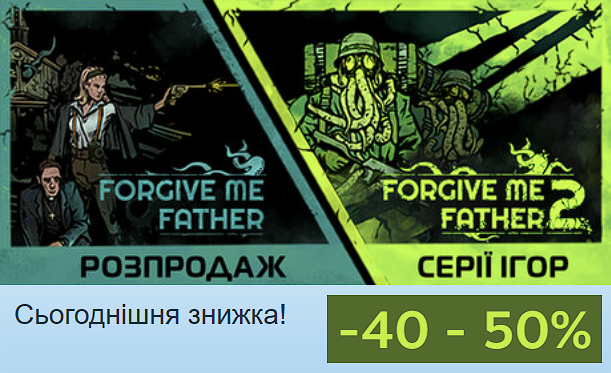 FORGIVE ME
FATHER
FORGIVE ME
FATHER 2
РОЗПРОДАЖ
СЕРІЇ ІГОР
Сьогоднішня знижка!
-40 - 50%